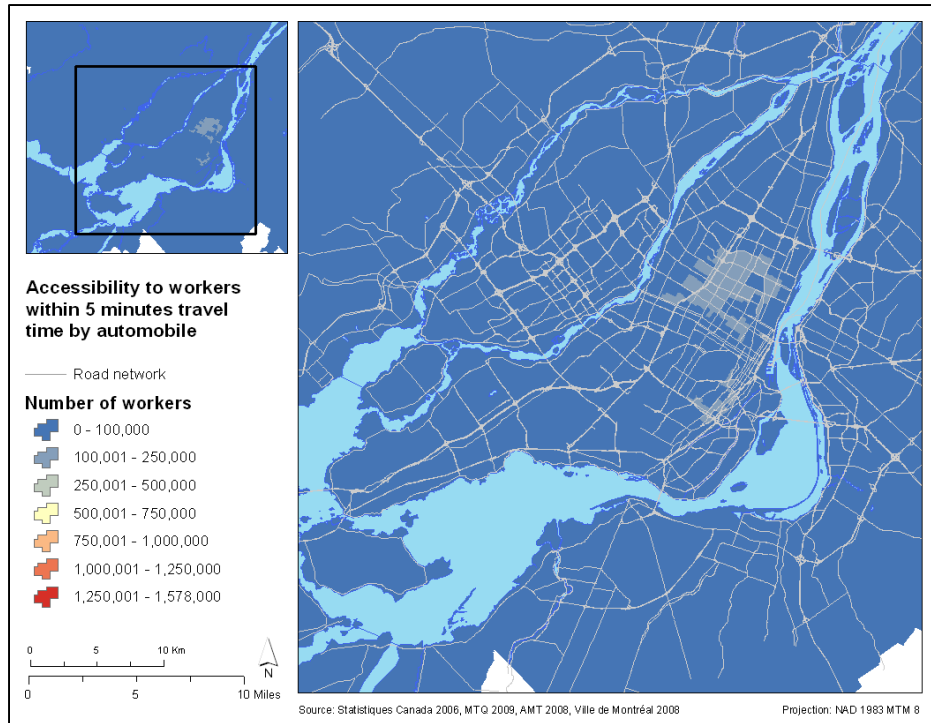 Accessibility to workers
within 5 minutes travel
time by automobile
Road network
Number of workers
0 - 100,000
100,001 - 250,000
250,001 - 500,000
500,001 - 750,000
750,001 - 1,000,000
1,000,001 - 1,250,000
1,250,001 - 1,578,000
0 5 10 Km
N
0 5 10 Miles
Source: Statistiques Canada 2006, MTQ 2009, AMT 2008, Ville de Montréal 2008
Projection: NAD 1983 MTM 8